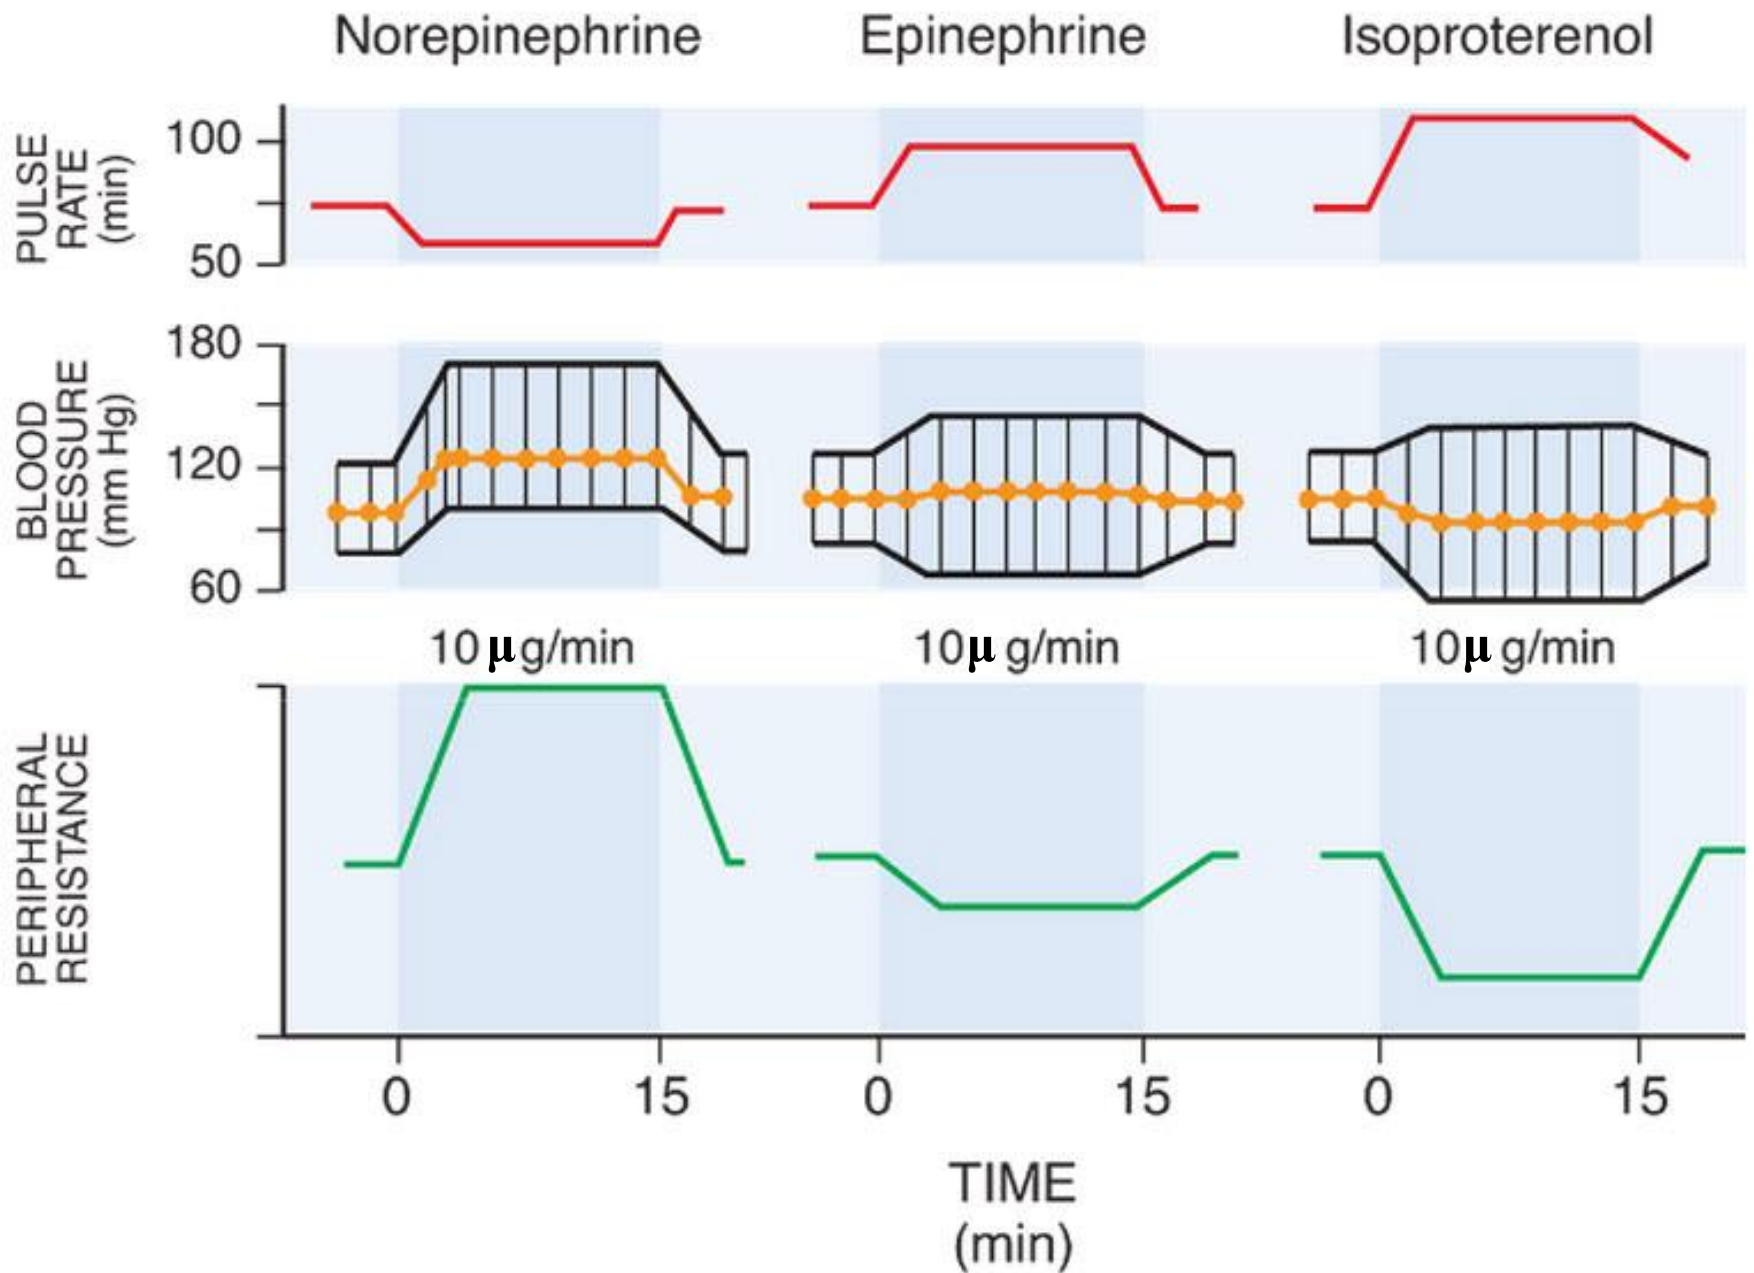 Norepinephrine Epinephrine Isoproterenol
PULSE
RATE
(min)
100
50
BLOOD
PRESSURE
(mm Hg)
180
120
60
10 μg/min 10μ g/min 10μ g/min
PERIPHERAL
RESISTANCE
0 15 0 15 0 15
TIME
(min)